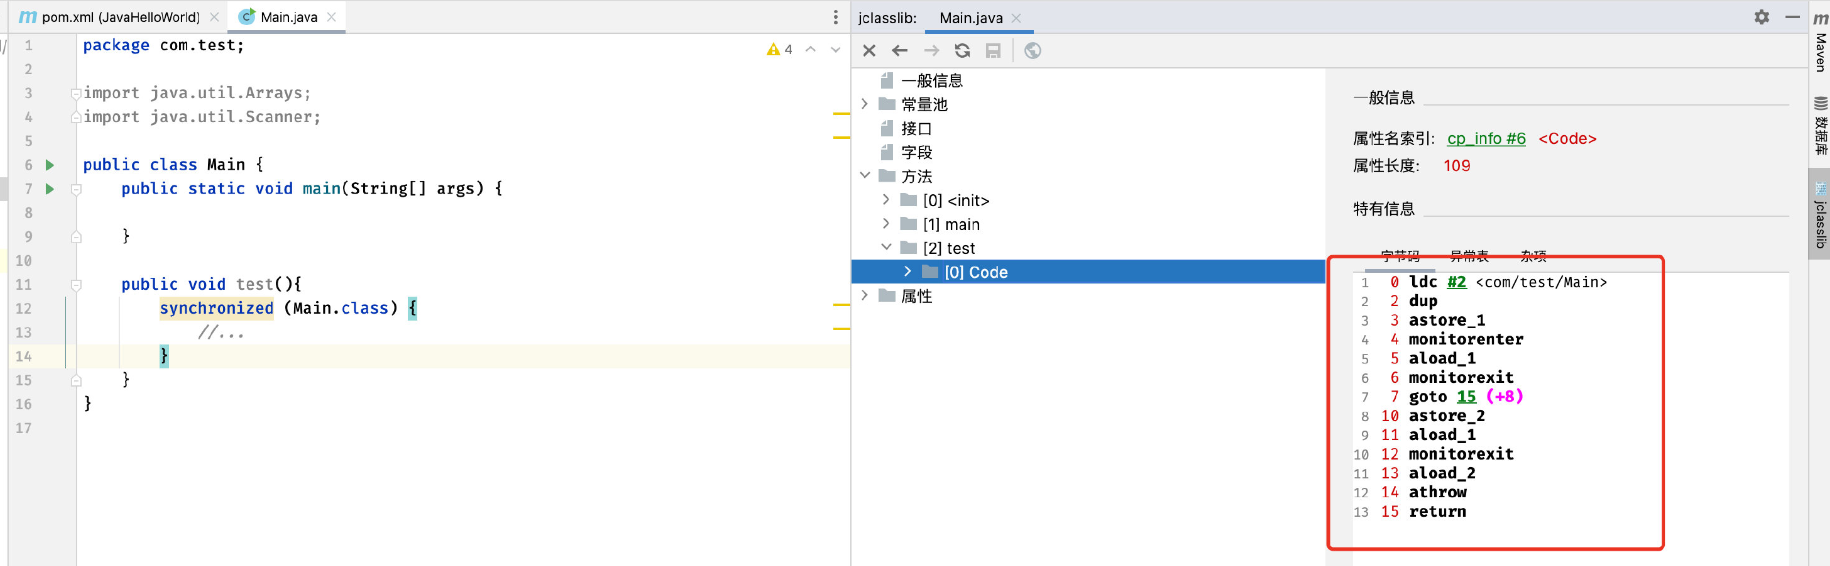 pom.xml (JavaHelloWorld)
Main.java
1 package com.test;
2
3 import java.util.Arrays;
4 import java.util.Scanner;
5
6 public class Main {
7 public static void main(String[] args) {
8
9 }
10
11 public void test(){
12 synchronized (Main.class) {
13 //...
14 }
15 }
16 }
17
4
jclasslib:
Main.java
一般信息
常量池
接口
字段
方法
[0] <init>
[1] main
[2] test
[0] Code
属性
一般信息
属性名索引: cp_info #6 <Code>
属性长度: 109
特有信息
字节码 异常表 杂项
1 0 ldc #2 <com/test/Main>
2 2 dup
3 3 astore_1
4 4 monitorenter
5 5 aload_1
6 6 monitorexit
7 7 goto 15 (+8)
8 10 astore_2
9 11 aload_1
10 12 monitorexit
11 13 aload_2
12 14 athrow
13 15 return
Maven
数据库
jclasslib